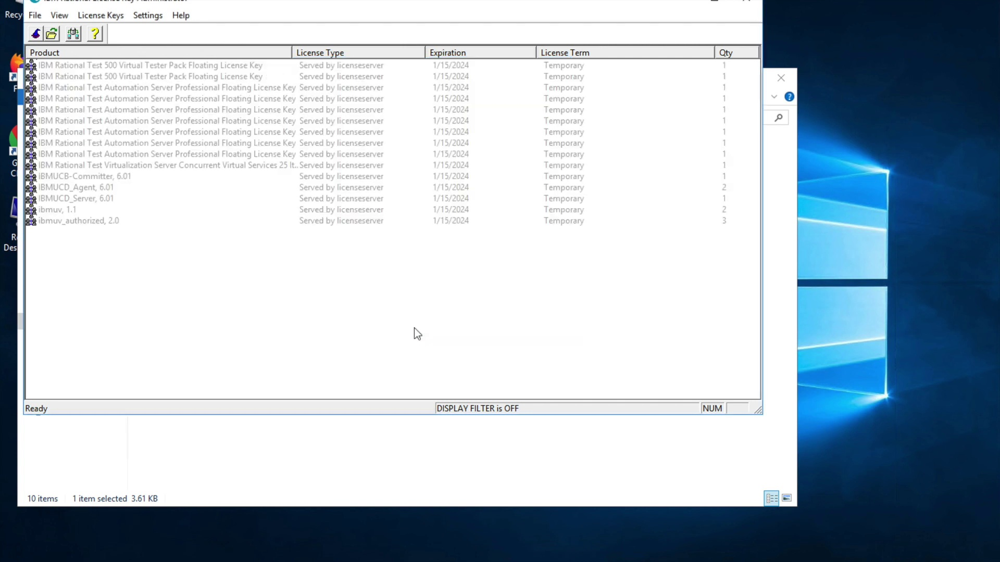 IBM Rational License Key Administrator
Recy
File View License Keys Settings Help
Product License Type Expiration License Term Qty
IBM Rational Test 500 Virtual Tester Pack Floating License Key Served by licenseserver 1/15/2024 Temporary 1
IBM Rational Test 500 Virtual Tester Pack Floating License Key Served by licenseserver 1/15/2024 Temporary 1
IBM Rational Test Automation Server Professional Floating License Key Served by licenseserver 1/15/2024 Temporary 1
IBM Rational Test Automation Server Professional Floating License Key Served by licenseserver 1/15/2024 Temporary 1
IBM Rational Test Automation Server Professional Floating License Key Served by licenseserver 1/15/2024 Temporary 1
IBM Rational Test Automation Server Professional Floating License Key Served by licenseserver 1/15/2024 Temporary 1
IBM Rational Test Automation Server Professional Floating License Key Served by licenseserver 1/15/2024 Temporary 1
IBM Rational Test Automation Server Professional Floating License Key Served by licenseserver 1/15/2024 Temporary 1
IBM Rational Test Automation Server Professional Floating License Key Served by licenseserver 1/15/2024 Temporary 1
IBM Rational Test Virtualization Server Concurrent Virtual Services 25 It... Served by licenseserver 1/15/2024 Temporary 1
IBMUCB-Committer, 6.01 Served by licenseserver 1/15/2024 Temporary 1
IBMUCD_Agent, 6.01 Served by licenseserver 1/15/2024 Temporary 2
IBMUCD_Server, 6.01 Served by licenseserver 1/15/2024 Temporary 1
ibmuv, 1.1 Served by licenseserver 1/15/2024 Temporary 2
ibmuv_authorized, 2.0 Served by licenseserver 1/15/2024 Temporary 3
Des
Ready DISPLAY FILTER is OFF NUM
10 items 1 item selected 3.61 KB